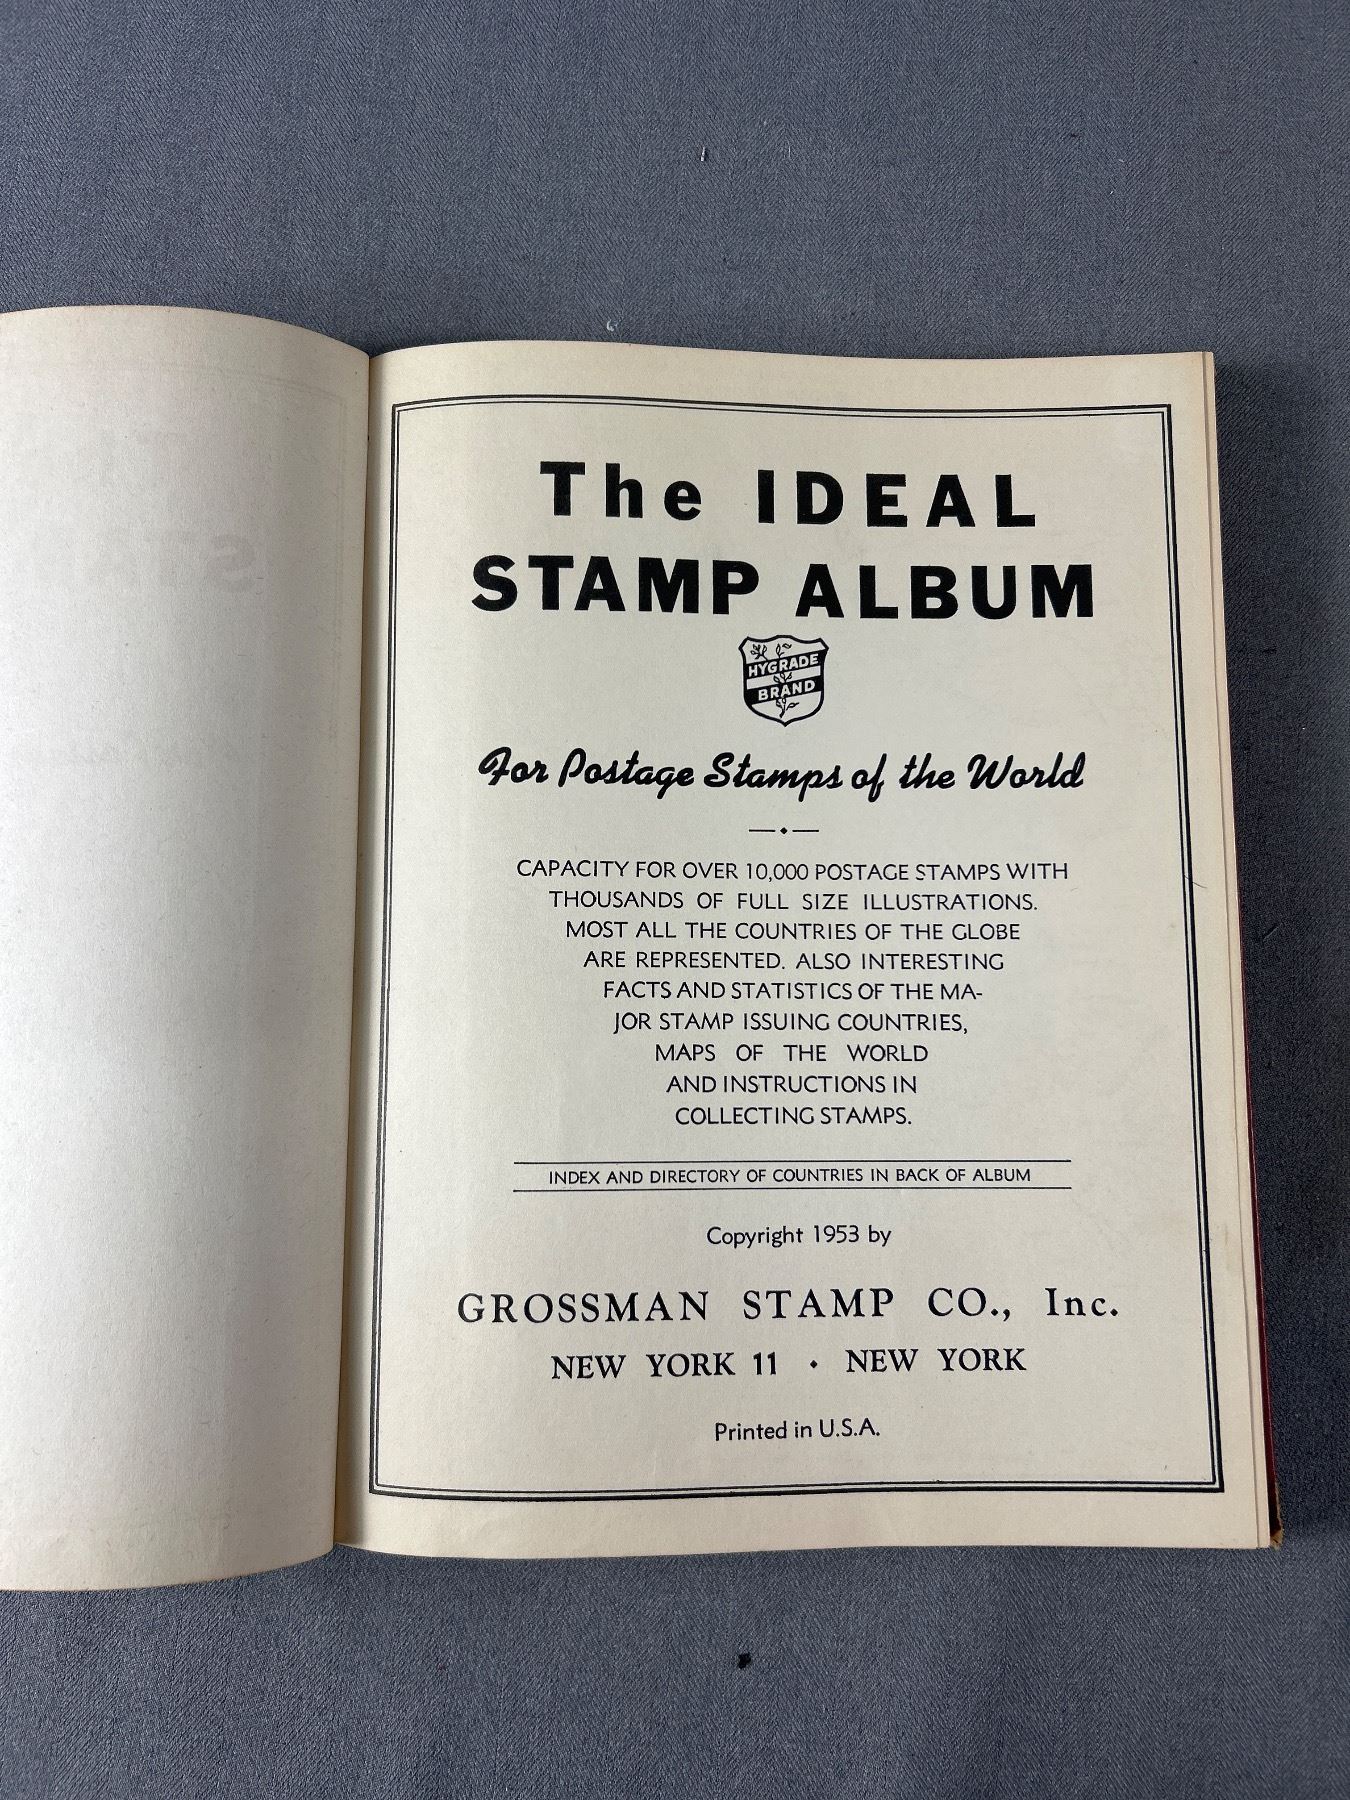 The IDEAL
STAMP ALBUM
HYGRADE
BRAND
For Postage Stamps of the World
CAPACITY FOR OVER 10,000 POSTAGE STAMPS WITH
THOUSANDS OF FULL SIZE ILLUSTRATIONS.
MOST ALL THE COUNTRIES OF THE GLOBE
ARE REPRESENTED. ALSO INTERESTING
FACTS AND STATISTICS OF THE MA-
JOR STAMP ISSUING COUNTRIES,
MAPS OF THE WORLD
AND INSTRUCTIONS IN
COLLECTING STAMPS.
INDEX AND DIRECTORY OF COUNTRIES IN BACK OF ALBUM
Copyright 1953 by
GROSSMAN STAMP CO., Inc.
NEW YORK 11 • NEW YORK
Printed in U.S.A.